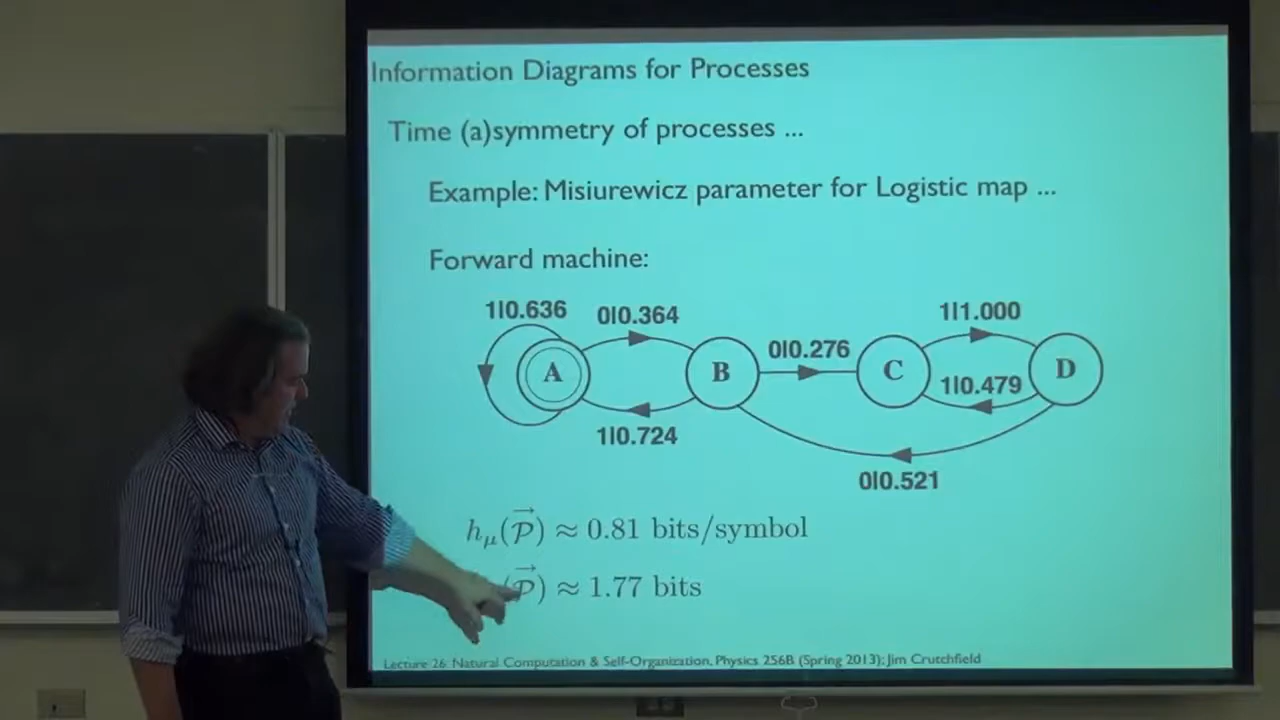 Information Diagrams for Processes
Time (a)symmetry of processes ...
Example: Misiurewicz parameter for Logistic map ...
Forward machine:
1|0.636 0|0.364 1|1.000
0|0.276
A B C D
1|0.479
1|0.724
0|0.521
hμ(P⃗) ≈ 0.81 bits/symbol
(P⃗) ≈ 1.77 bits
Lecture 26: Natural Computation & Self-Organization, Physics 256B (Spring 2013); Jim Crutchfield